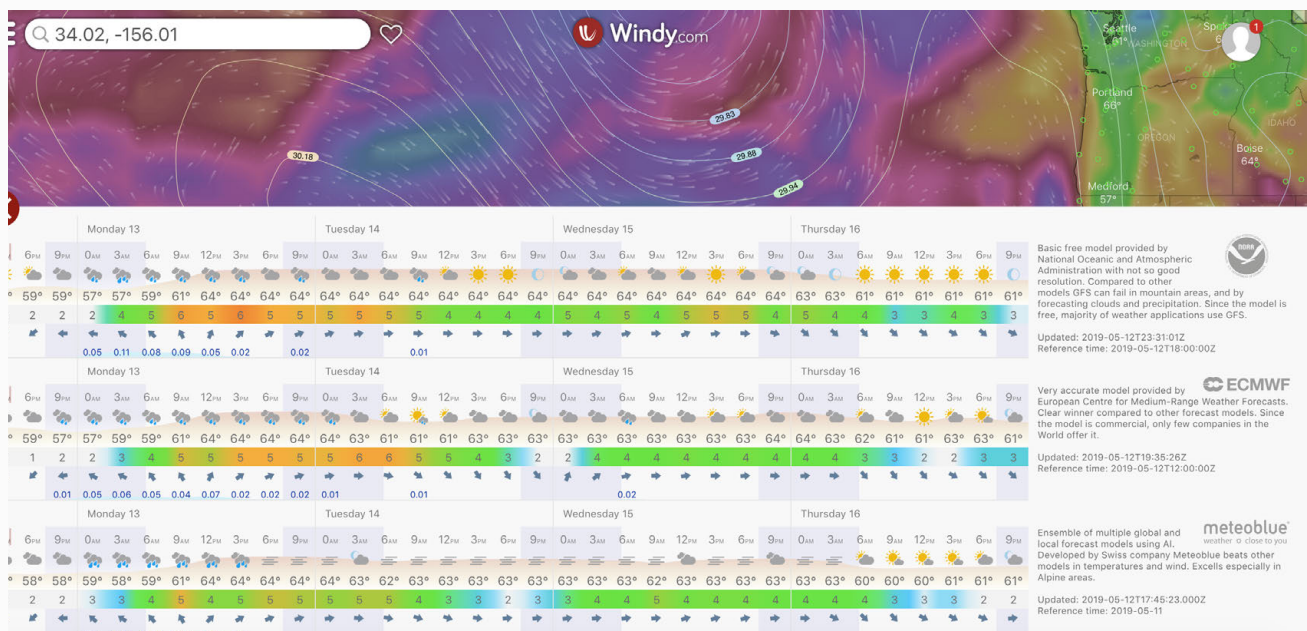 34.02, -156.01
Windy.com
1
Seattle
61°
WASHINGTON
Portland
66°
OREGON
IDAHO
Boise
64°
Medford
57°
29.83
29.88
29.94
30.18
Monday 13 Tuesday 14 Wednesday 15 Thursday 16
6PM 9PM 0AM 3AM 6AM 9AM 12PM 3PM 6PM 9PM 0AM 3AM 6AM 9AM 12PM 3PM 6PM 9PM 0AM 3AM 6AM 9AM 12PM 3PM 6PM 9PM 0AM 3AM 6AM 9AM 12PM 3PM 6PM 9PM
° 59° 59° 57° 57° 59° 61° 64° 64° 64° 64° 64° 64° 64° 64° 64° 64° 64° 64° 64° 64° 64° 64° 64° 64° 64° 64° 63° 63° 61° 61° 61° 61° 61° 61°
2 2 2 4 5 6 5 6 5 5 5 5 5 5 4 4 4 4 5 4 5 4 5 5 4 4 5 4 4 3 3 4 3 3
0.05 0.11 0.08 0.09 0.05 0.02 0.02 0.01
Basic free model provided by
National Oceanic and Atmospheric
Administration with not so good
resolution. Compared to other
models GFS can fail in mountain areas, and by
forecasting clouds and precipitation. Since the model is
free, majority of weather applications use GFS.
NOAA
Updated: 2019-05-12T23:31:01Z
Reference time: 2019-05-12T18:00:00Z
Monday 13 Tuesday 14 Wednesday 15 Thursday 16
6PM 9PM 0AM 3AM 6AM 9AM 12PM 3PM 6PM 9PM 0AM 3AM 6AM 9AM 12PM 3PM 6PM 9PM 0AM 3AM 6AM 9AM 12PM 3PM 6PM 9PM 0AM 3AM 6AM 9AM 12PM 3PM 6PM 9PM
° 59° 57° 57° 59° 59° 61° 64° 64° 64° 64° 64° 63° 61° 61° 61° 61° 63° 63° 63° 63° 63° 63° 63° 63° 63° 64° 64° 63° 62° 61° 61° 63° 63° 61°
1 2 2 3 4 5 5 5 5 5 5 6 6 5 5 4 3 2 2 4 4 4 4 4 4 4 4 4 3 3 2 2 3 3
0.01 0.05 0.06 0.05 0.04 0.07 0.02 0.02 0.02 0.01 0.01 0.02
ECMWF
Very accurate model provided by
European Centre for Medium-Range Weather Forecasts.
Clear winner compared to other forecast models. Since
the model is commercial, only few companies in the
World offer it.
Updated: 2019-05-12T19:35:26Z
Reference time: 2019-05-12T12:00:00Z
Monday 13 Tuesday 14 Wednesday 15 Thursday 16
6PM 9PM 0AM 3AM 6AM 9AM 12PM 3PM 6PM 9PM 0AM 3AM 6AM 9AM 12PM 3PM 6PM 9PM 0AM 3AM 6AM 9AM 12PM 3PM 6PM 9PM 0AM 3AM 6AM 9AM 12PM 3PM 6PM 9PM
° 58° 58° 59° 58° 59° 61° 64° 64° 64° 64° 64° 63° 62° 63° 63° 63° 63° 63° 63° 63° 63° 62° 63° 63° 63° 63° 63° 63° 60° 60° 60° 61° 61° 61°
2 2 3 3 4 5 4 4 5 5 5 5 5 4 3 3 2 3 3 4 4 5 4 4 4 4 4 4 4 3 3 3 2 2
meteoblue
weather close to you
Ensemble of multiple global and
local forecast models using AI.
Developed by Swiss company Meteoblue beats other
models in temperatures and wind. Excells especially in
Alpine areas.
Updated: 2019-05-12T17:45:23.000Z
Reference time: 2019-05-11